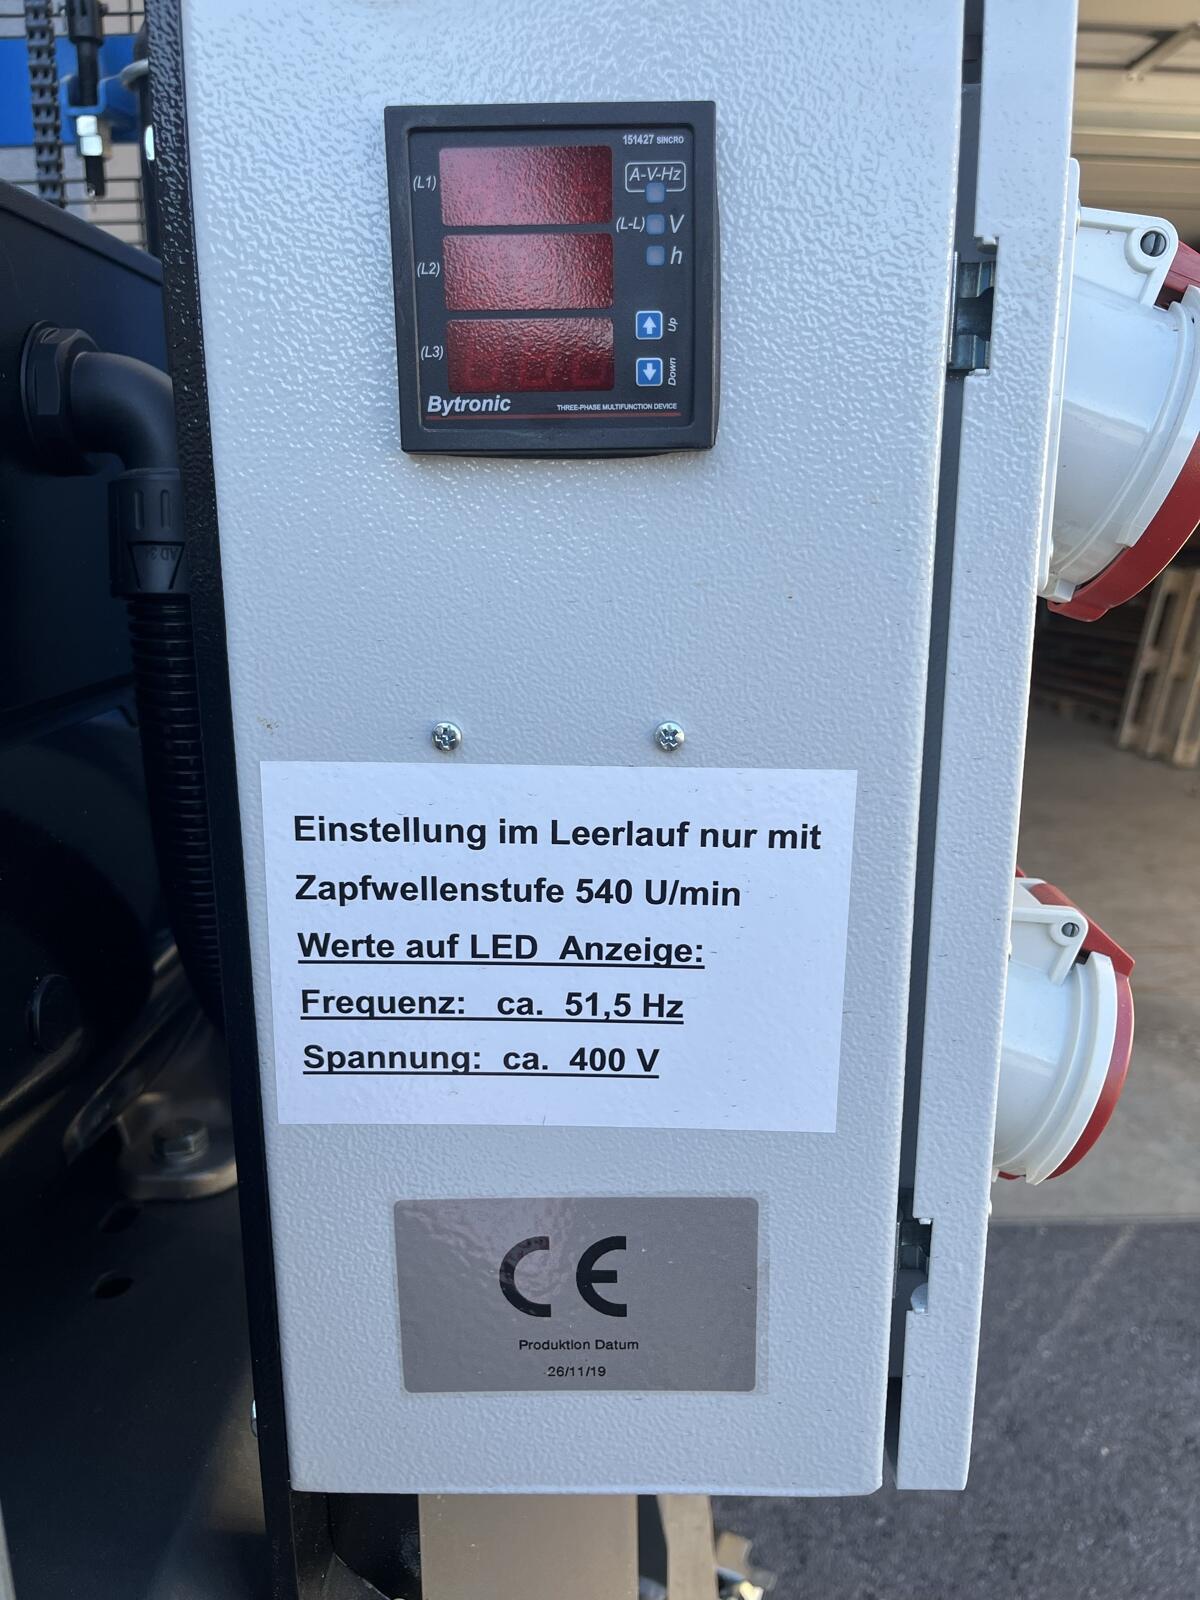 151427 SINCRO
A-V-Hz
(L1)
(L-L) V
h
(L2)
Up
(L3)
Down
Bytronic THREE-PHASE MULTIFUNCTION DEVICE
Einstellung im Leerlauf nur mit
Zapfwellenstufe 540 U/min
Werte auf LED Anzeige:
Frequenz: ca. 51,5 Hz
Spannung: ca. 400 V
CE
Produktion Datum
26/11/19